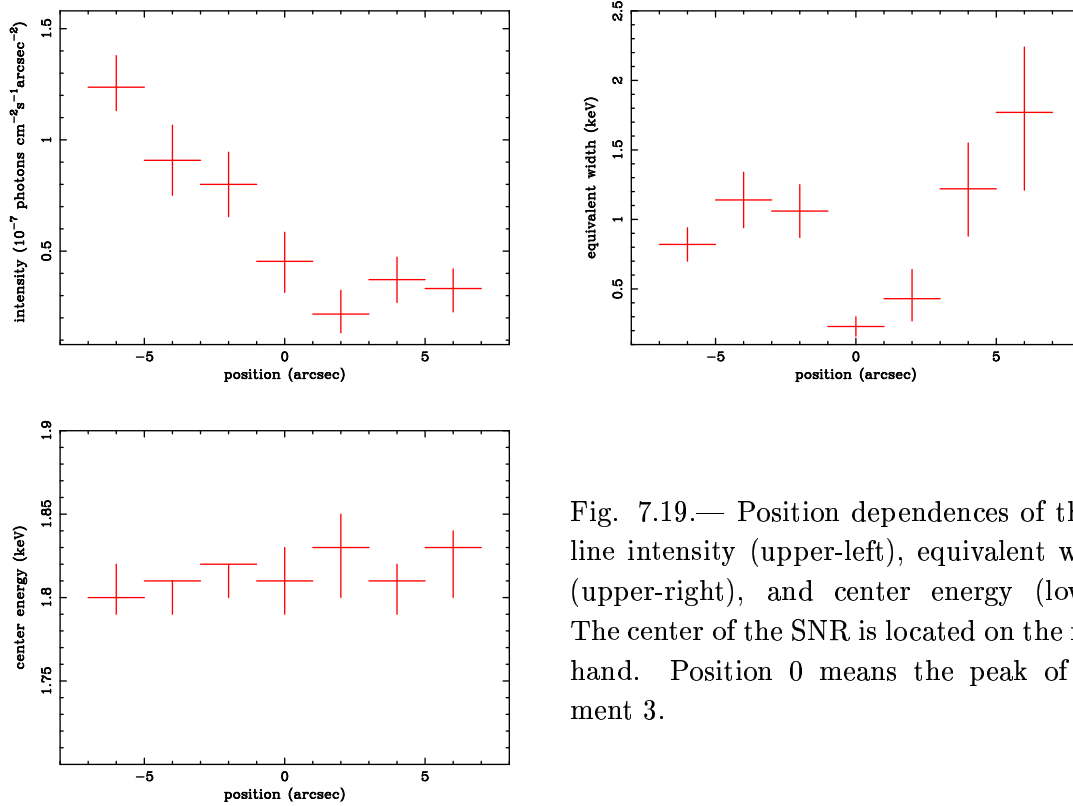 1.5
1
0.5
intensity (10⁻⁷ photons cm⁻²s⁻¹arcsec⁻²)
−5 0 5
position (arcsec)
2.5
2
1.5
1
0.5
equivalent width (keV)
−5 0 5
position (arcsec)
1.9
1.85
1.8
1.75
center energy (keV)
−5 0 5
position (arcsec)
Fig. 7.19.— Position dependences of
line intensity (upper-left), equivalent
(upper-right), and center energy
The center of the SNR is located on the
hand. Position 0 means the peak of
ment 3.